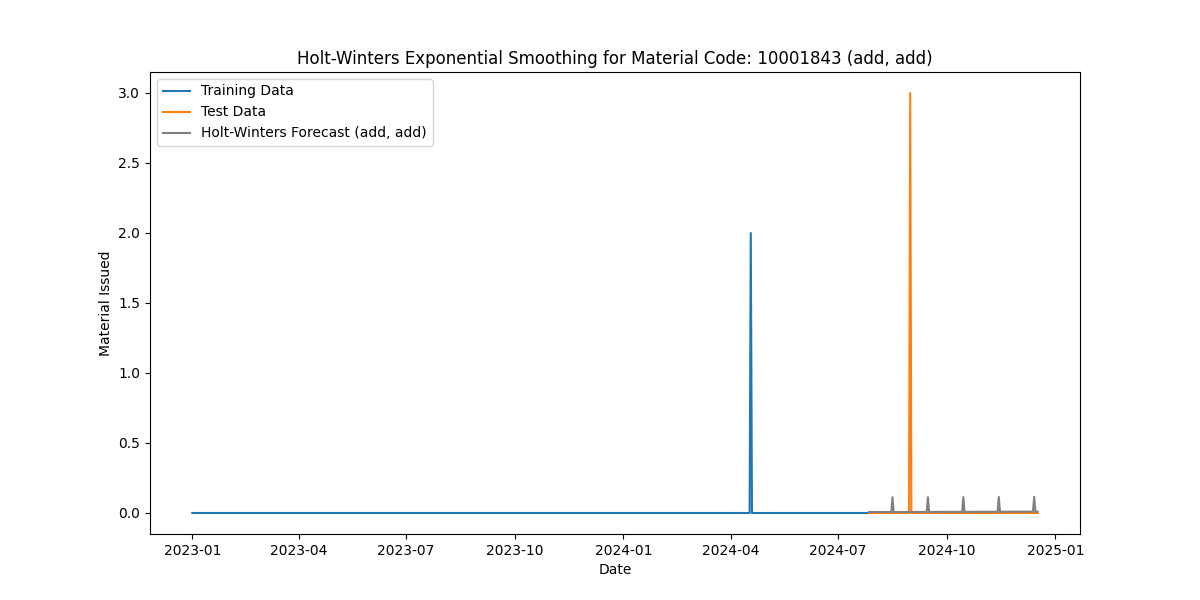 Holt-Winters Exponential Smoothing for Material Code: 10001843 (add, add)
Training Data
Test Data
Holt-Winters Forecast (add, add)
3.0
2.5
2.0
1.5
1.0
0.5
0.0
Material Issued
2023-01 2023-04 2023-07 2023-10 2024-01 2024-04 2024-07 2024-10 2025-01
Date